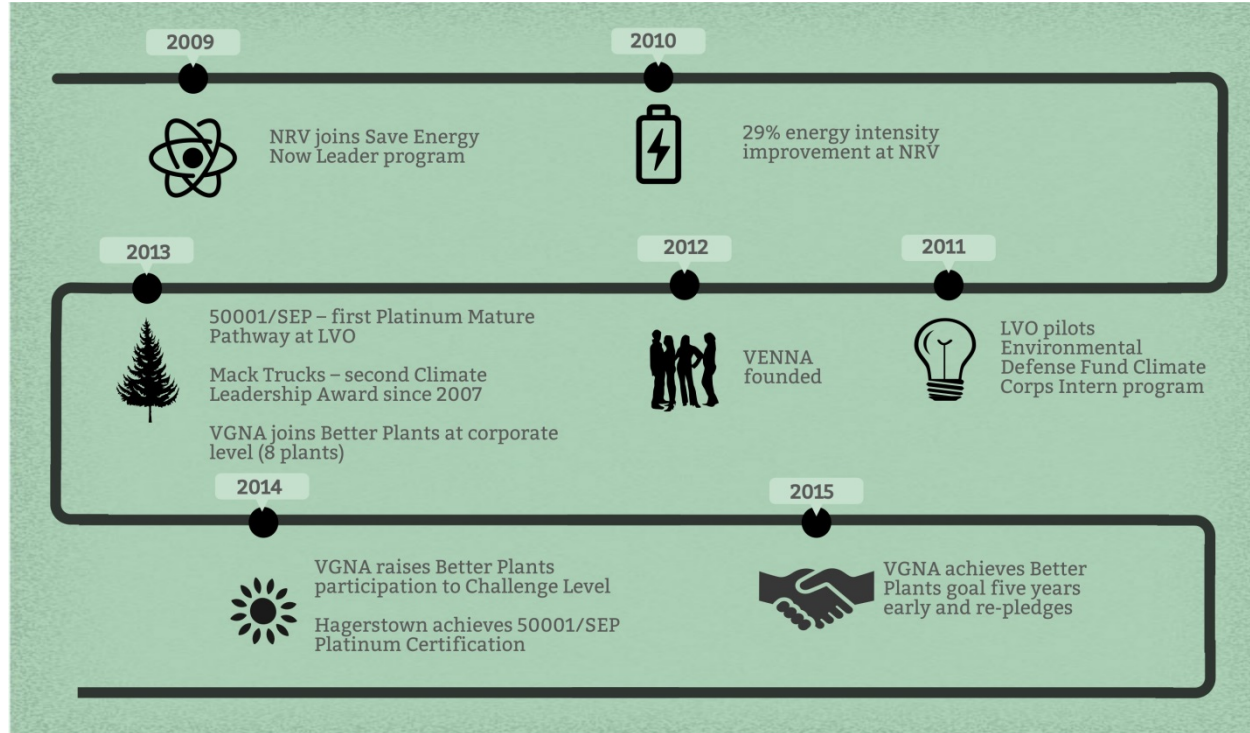 2009
NRV joins Save Energy
Now Leader program
2010
29% energy intensity
improvement at NRV
2011
LVO pilots
Environmental
Defense Fund Climate
Corps Intern program
2012
VENNA
founded
2013
50001/SEP – first Platinum Mature
Pathway at LVO
Mack Trucks – second Climate
Leadership Award since 2007
VGNA joins Better Plants at corporate
level (8 plants)
2014
VGNA raises Better Plants
participation to Challenge Level
Hagerstown achieves 50001/SEP
Platinum Certification
2015
VGNA achieves Better
Plants goal five years
early and re-pledges